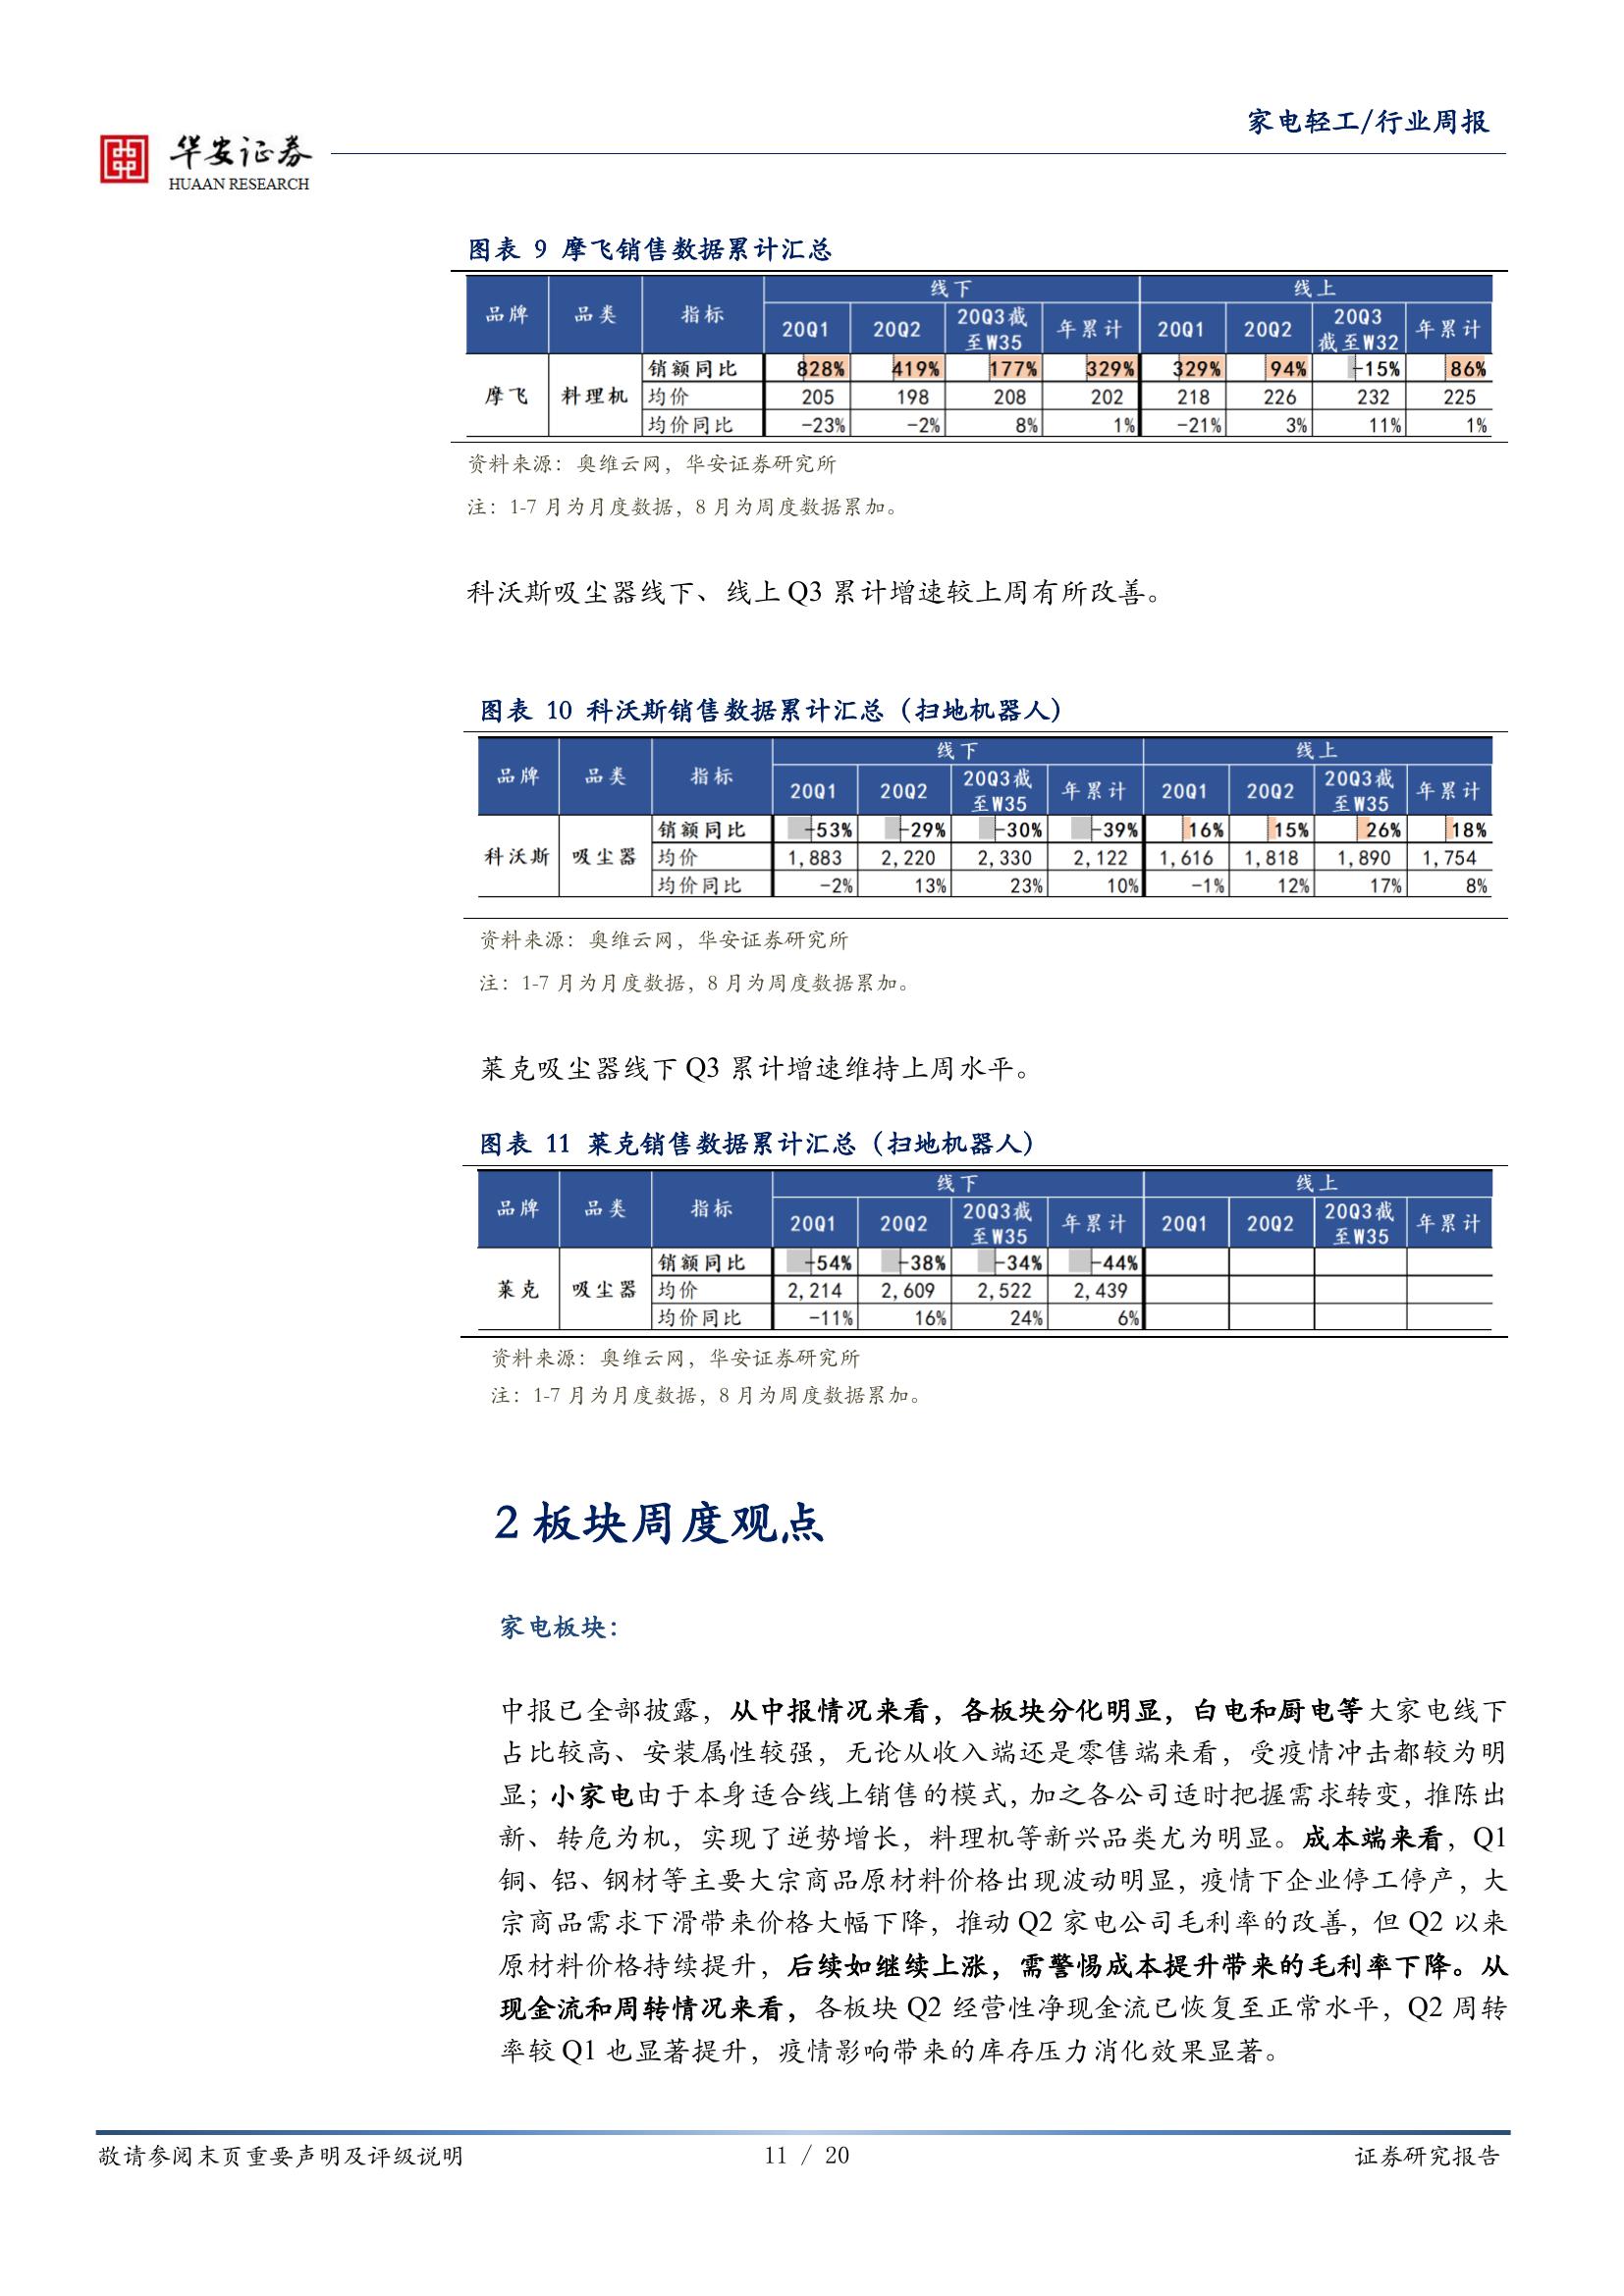 家电轻工/行业周报
华安证券
HUAAN RESEARCH
图表 9 摩飞销售数据累计汇总
品牌 品类 指标 线下 线上
20Q1 20Q2 20Q3截至W35 年累计 20Q1 20Q2 20Q3截至W32 年累计
摩飞 料理机 销额同比 828% 419% 177% 329% 329% 94% -15% 86%
均价 205 198 208 202 218 226 232 225
均价同比 -23% -2% 8% 1% -21% 3% 11% 1%
资料来源：奥维云网，华安证券研究所
注：1-7 月为月度数据，8 月为周度数据累加。
科沃斯吸尘器线下、线上 Q3 累计增速较上周有所改善。
图表 10 科沃斯销售数据累计汇总（扫地机器人）
品牌 品类 指标 线下 线上
20Q1 20Q2 20Q3截至W35 年累计 20Q1 20Q2 20Q3截至W35 年累计
科沃斯 吸尘器 销额同比 -53% -29% -30% -39% 16% 15% 26% 18%
均价 1,883 2,220 2,330 2,122 1,616 1,818 1,890 1,754
均价同比 -2% 13% 23% 10% -1% 12% 17% 8%
资料来源：奥维云网，华安证券研究所
注：1-7 月为月度数据，8 月为周度数据累加。
莱克吸尘器线下 Q3 累计增速维持上周水平。
图表 11 莱克销售数据累计汇总（扫地机器人）
品牌 品类 指标 线下 线上
20Q1 20Q2 20Q3截至W35 年累计 20Q1 20Q2 20Q3截至W35 年累计
莱克 吸尘器 销额同比 -54% -38% -34% -44%
均价 2,214 2,609 2,522 2,439
均价同比 -11% 16% 24% 6%
资料来源：奥维云网，华安证券研究所
注：1-7 月为月度数据，8 月为周度数据累加。
2 板块周度观点
家电板块：
中报已全部披露，从中报情况来看，各板块分化明显，白电和厨电等大家电线下
占比较高、安装属性较强，无论从收入端还是零售端来看，受疫情冲击都较为明
显；小家电由于本身适合线上销售的模式，加之各公司适时把握需求转变，推陈出
新、转危为机，实现了逆势增长，料理机等新兴品类尤为明显。成本端来看，Q1
铜、铝、钢材等主要大宗商品原材料价格出现波动明显，疫情下企业停工停产，大
宗商品需求下滑带来价格大幅下降，推动 Q2 家电公司毛利率的改善，但 Q2 以来
原材料价格持续提升，后续如继续上涨，需警惕成本提升带来的毛利率下降。从
现金流和周转情况来看，各板块 Q2 经营性净现金流已恢复至正常水平，Q2 周转
率较 Q1 也显著提升，疫情影响带来的库存压力消化效果显著。
敬请参阅末页重要声明及评级说明 11 / 20 证券研究报告